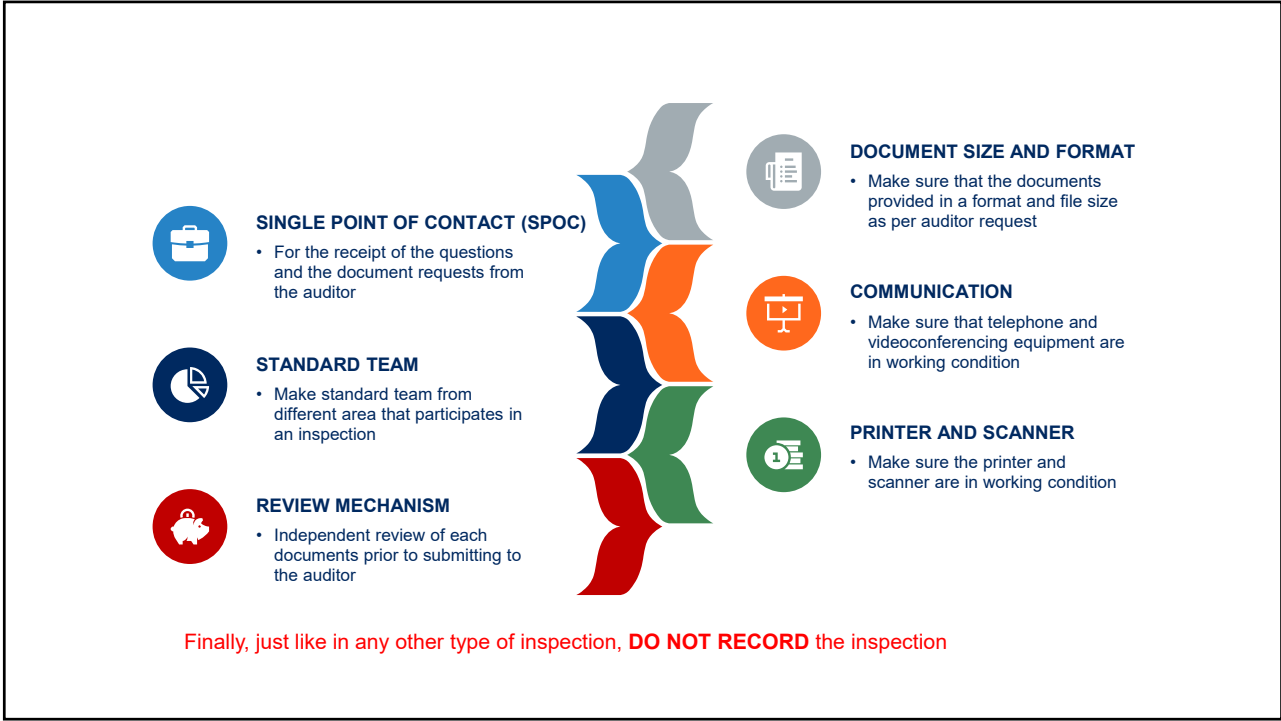 SINGLE POINT OF CONTACT (SPOC)
• For the receipt of the questions
and the document requests from
the auditor
STANDARD TEAM
• Make standard team from
different area that participates in
an inspection
REVIEW MECHANISM
• Independent review of each
documents prior to submitting to
the auditor
DOCUMENT SIZE AND FORMAT
• Make sure that the documents
provided in a format and file size
as per auditor request
COMMUNICATION
• Make sure that telephone and
videoconferencing equipment are
in working condition
1
PRINTER AND SCANNER
• Make sure the printer and
scanner are in working condition
Finally, just like in any other type of inspection, DO NOT RECORD the inspection